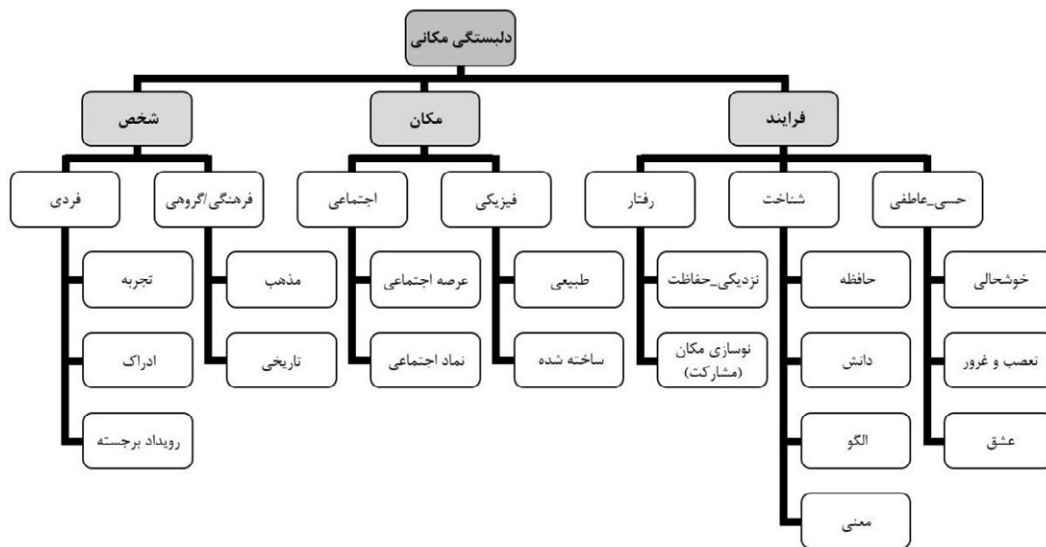 دلبستگی مکانی
فرایند
مکان
شخص
حسی_عاطفی
شناخت
رفتار
فیزیکی
اجتماعی
فرهنگی/گروهی
فردی
خوشحالی
حافظه
نزدیکی_حفاظت
طبیعی
عرصه اجتماعی
مذهب
تجربه
تعصب و غرور
دانش
نوسازی مکان
(مشارکت)
ساخته شده
نماد اجتماعی
تاریخی
ادراک
عشق
الگو
رویداد برجسته
معنی